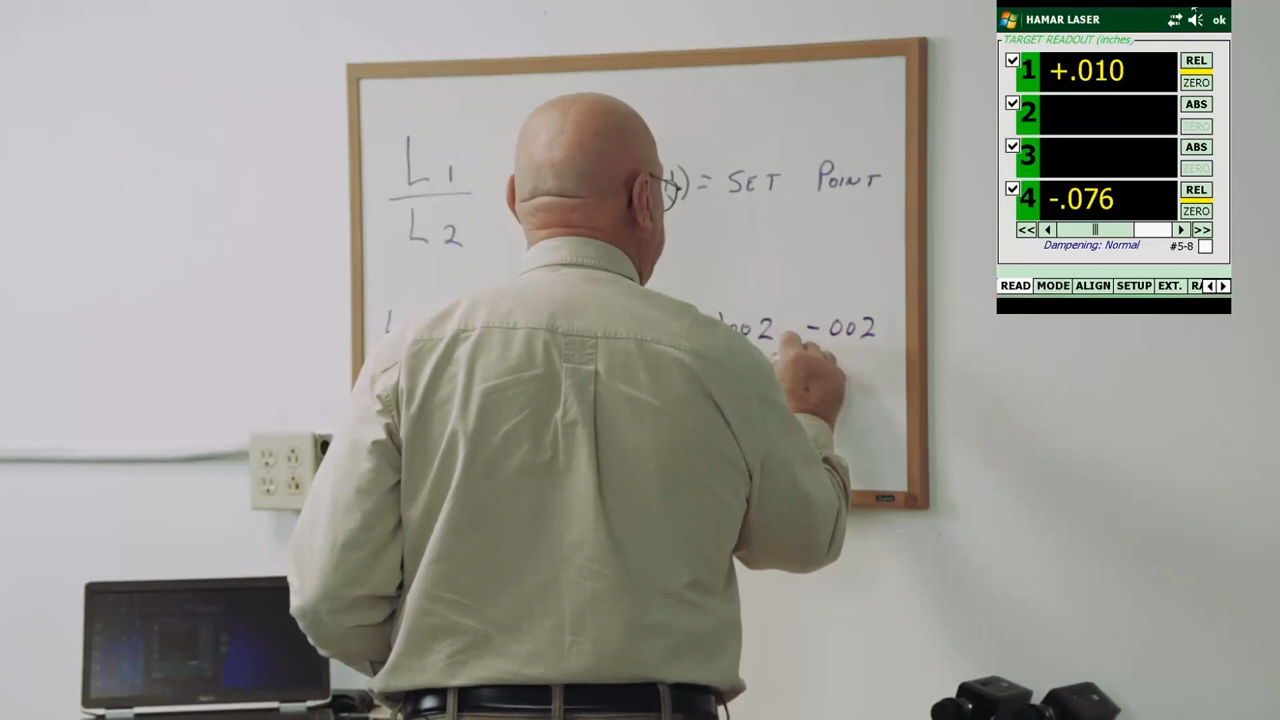 L1
L2
) = SET POINT
002 -002
HAMAR LASER ok
TARGET READOUT (inches)
1 +.010 REL
ZERO
2 ABS
ZERO
3 ABS
ZERO
4 -.076 REL
ZERO
<< >>
Dampening: Normal #5-8
READ MODE ALIGN SETUP EXT.